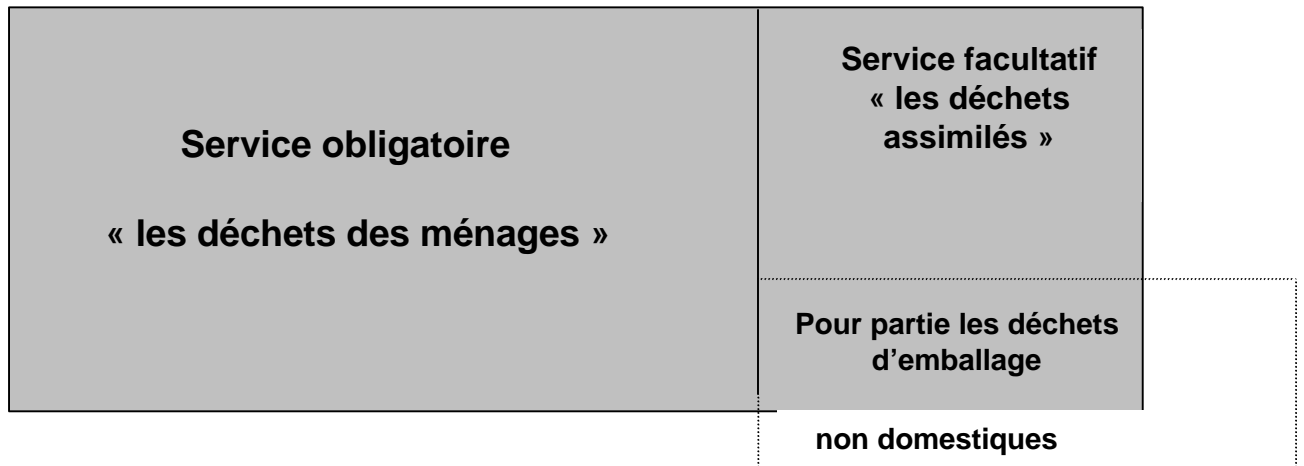 Service obligatoire
« les déchets des ménages »
Service facultatif
« les déchets
assimilés »
Pour partie les déchets
d’emballage
non domestiques